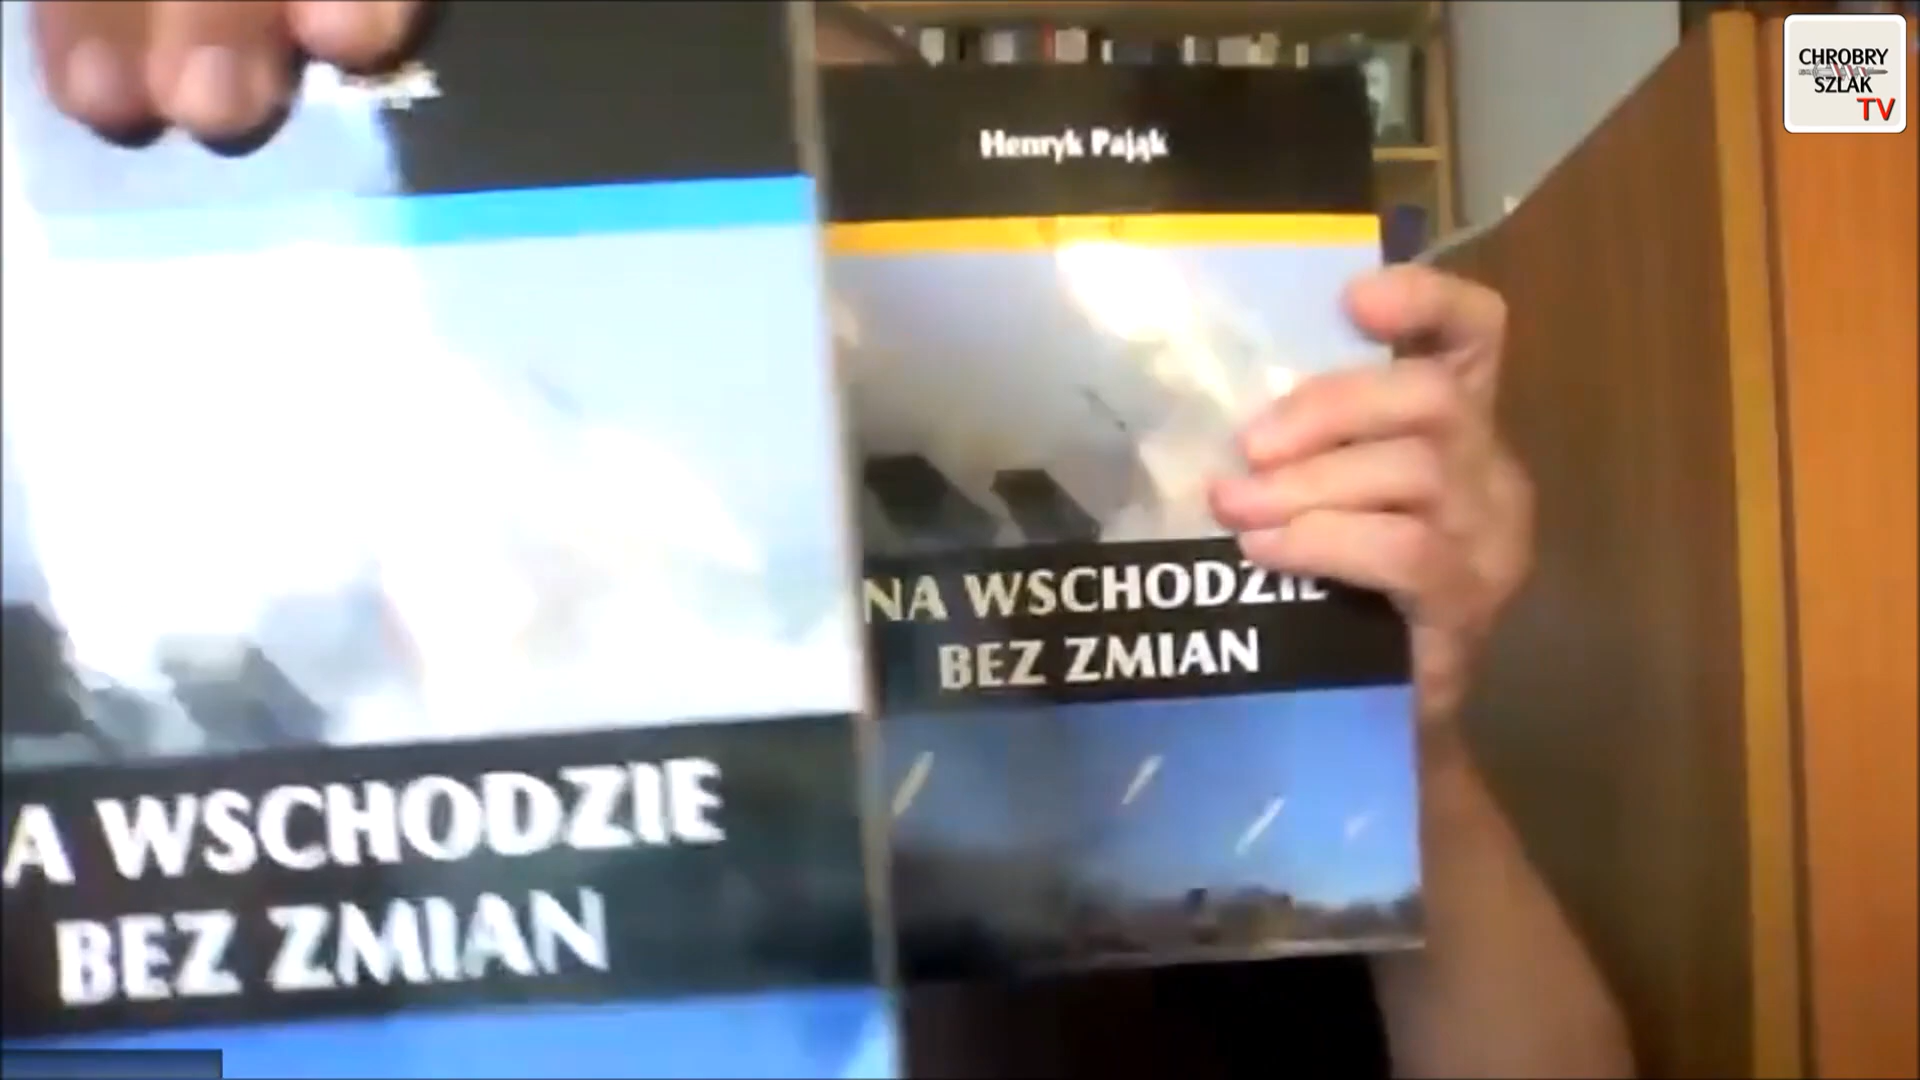 Henryk Pająk
NA WSCHODZIE
BEZ ZMIAN
A WSCHODZIE
BEZ ZMIAN
CHROBRY
SZLAK
TV